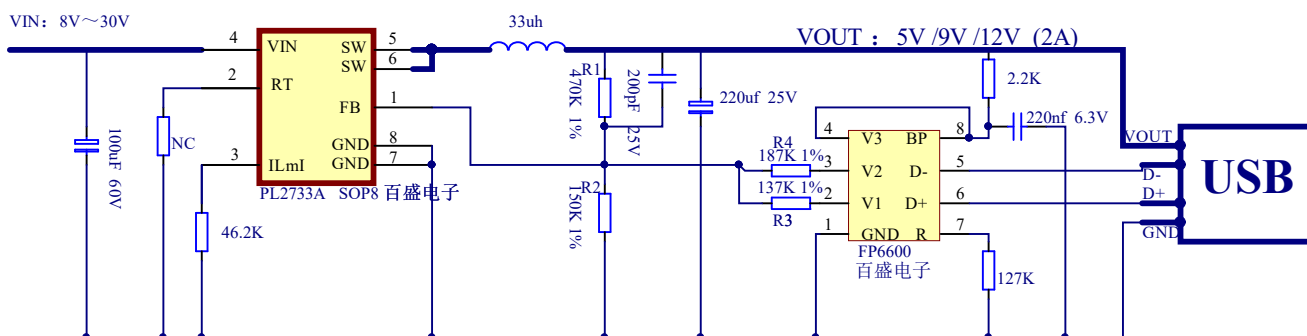 VIN：8V～30V
33uh
VOUT ： 5V /9V /12V (2A)
4
VIN
SW
5
SW
6
2
RT
FB
1
GND
8
GND
7
3
ILmI
PL2733A SOP8 百盛电子
100uF 60V
NC
46.2K
R1
470K 1%
200pF 25V
220uf 25V
R2
150K 1%
R4
187K 1%
137K 1%
R3
2.2K
220nf 6.3V
4
V3
BP
8
3
V2
D-
5
2
V1
D+
6
1
GND
R
7
FP6600
百盛电子
127K
VOUT
D-
D+
GND
USB